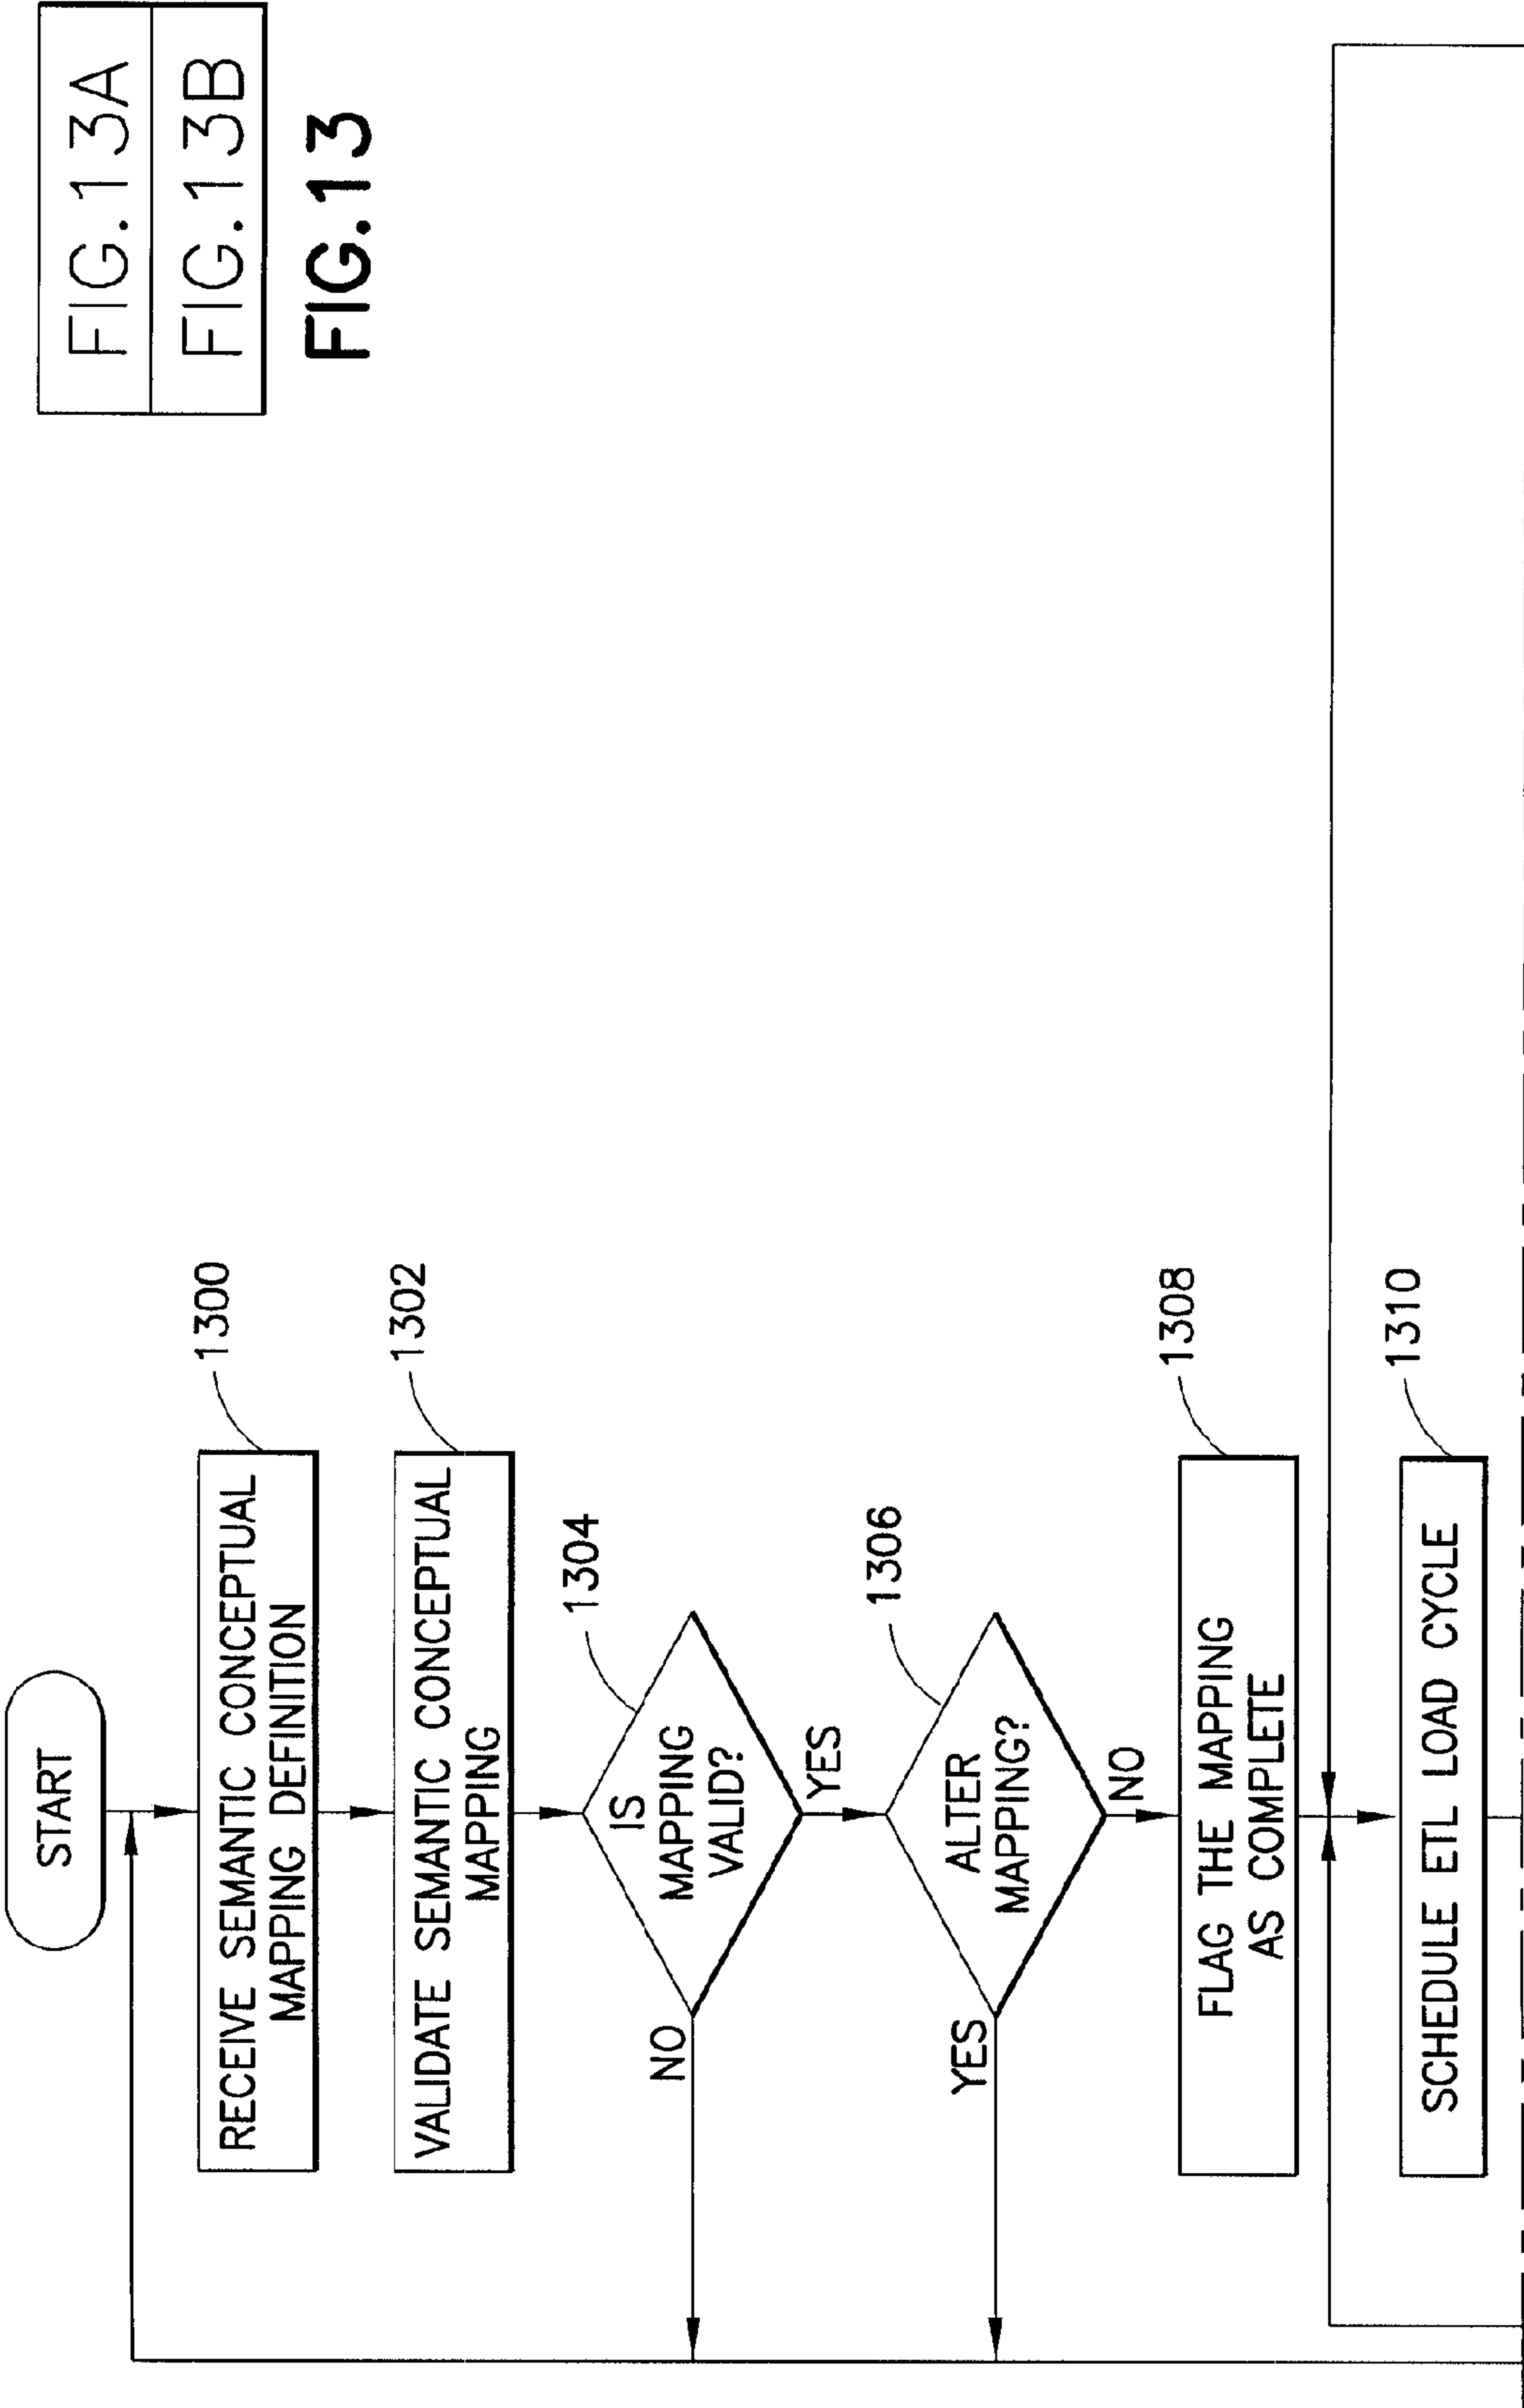 FIG.13A
FIG.13B
FIG.13
START
RECEIVE SEMANTIC CONCEPTUAL
MAPPING DEFINITION
1300
VALIDATE SEMANTIC CONCEPTUAL
MAPPING
1302
IS
MAPPING
VALID?
1304
NO
YES
ALTER
MAPPING?
1306
YES
NO
FLAG THE MAPPING
AS COMPLETE
1308
SCHEDULE ETL LOAD CYCLE
1310